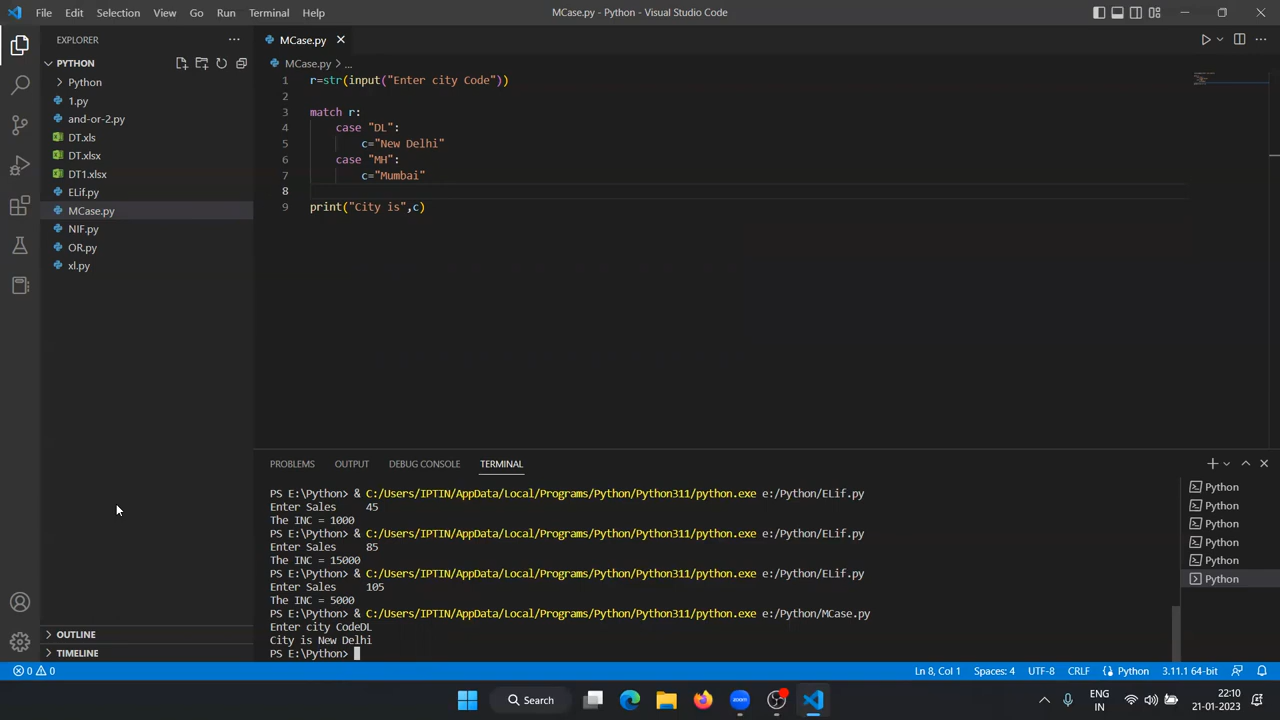 File Edit Selection View Go Run Terminal Help
MCase.py - Python - Visual Studio Code
EXPLORER
PYTHON
Python
1.py
and-or-2.py
DT.xls
DT.xlsx
DT1.xlsx
ELif.py
MCase.py
NIF.py
OR.py
xl.py
OUTLINE
TIMELINE
MCase.py
MCase.py > ...
1 r=str(input("Enter city Code"))
2
3 match r:
4 case "DL":
5 c="New Delhi"
6 case "MH":
7 c="Mumbai"
8
9 print("City is",c)
PROBLEMS OUTPUT DEBUG CONSOLE TERMINAL
PS E:\Python> & C:/Users/IPTIN/AppData/Local/Programs/Python/Python311/python.exe e:/Python/ELif.py
Enter Sales 45
The INC = 1000
PS E:\Python> & C:/Users/IPTIN/AppData/Local/Programs/Python/Python311/python.exe e:/Python/ELif.py
Enter Sales 85
The INC = 15000
PS E:\Python> & C:/Users/IPTIN/AppData/Local/Programs/Python/Python311/python.exe e:/Python/ELif.py
Enter Sales 105
The INC = 5000
PS E:\Python> & C:/Users/IPTIN/AppData/Local/Programs/Python/Python311/python.exe e:/Python/MCase.py
Enter city CodeDL
City is New Delhi
PS E:\Python>
Python
Python
Python
Python
Python
Python
0 0 Ln 8, Col 1 Spaces: 4 UTF-8 CRLF Python 3.11.1 64-bit
Search
zoom
ENG
IN
22:10
21-01-2023